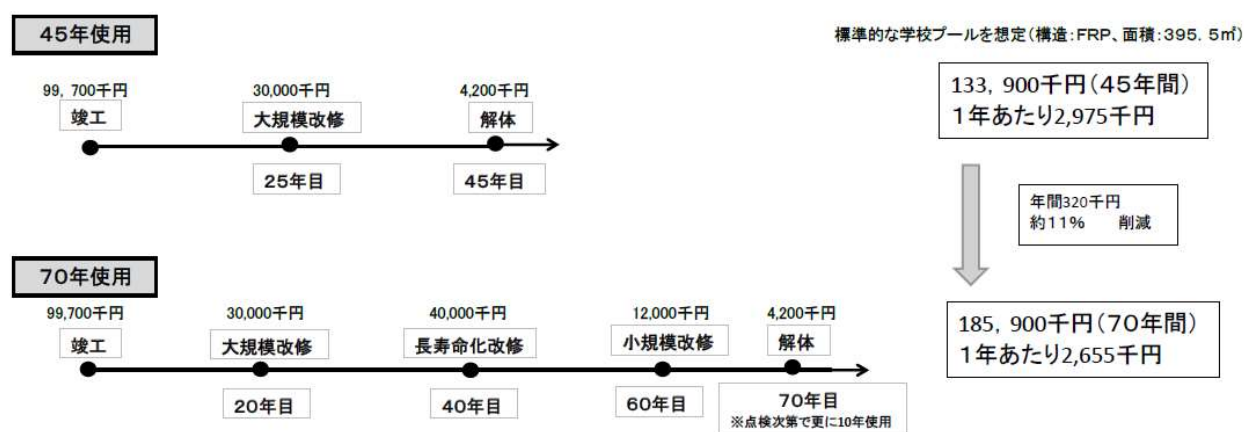 45年使用
標準的な学校プールを想定(構造:FRP、面積:395.5㎡)
99,700千円
30,000千円
4,200千円
竣工
大規模改修
解体
25年目
45年目
133,900千円(45年間)
1年あたり2,975千円
年間320千円
約11% 削減
70年使用
99,700千円
30,000千円
40,000千円
12,000千円
4,200千円
竣工
大規模改修
長寿命化改修
小規模改修
解体
20年目
40年目
60年目
70年目
※点検次第で更に10年使用
185,900千円(70年間)
1年あたり2,655千円